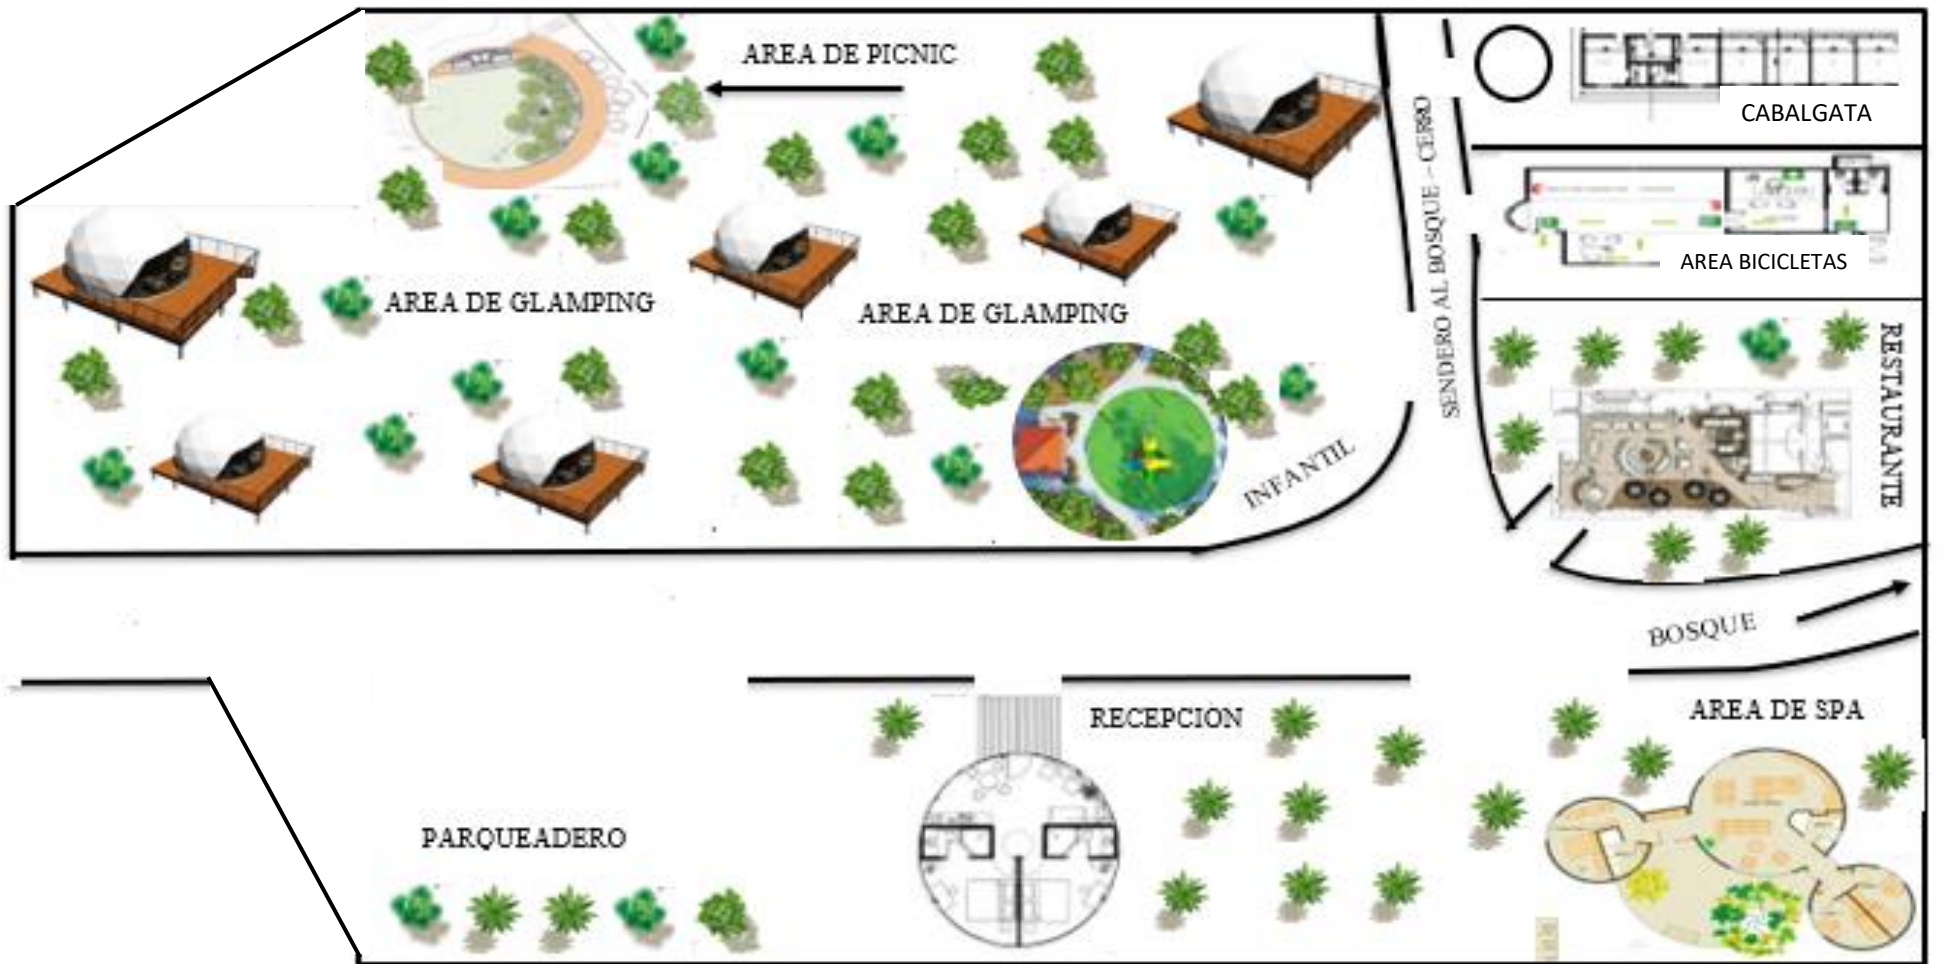 AREA DE PICNIC
CABALGATA
SENDERO AL BOSQUE - CERRO
AREA BICICLETAS
AREA DE GLAMPING
AREA DE GLAMPING
RESTAURANTE
INFANTIL
BOSQUE
RECEPCION
AREA DE SPA
PARQUEADERO